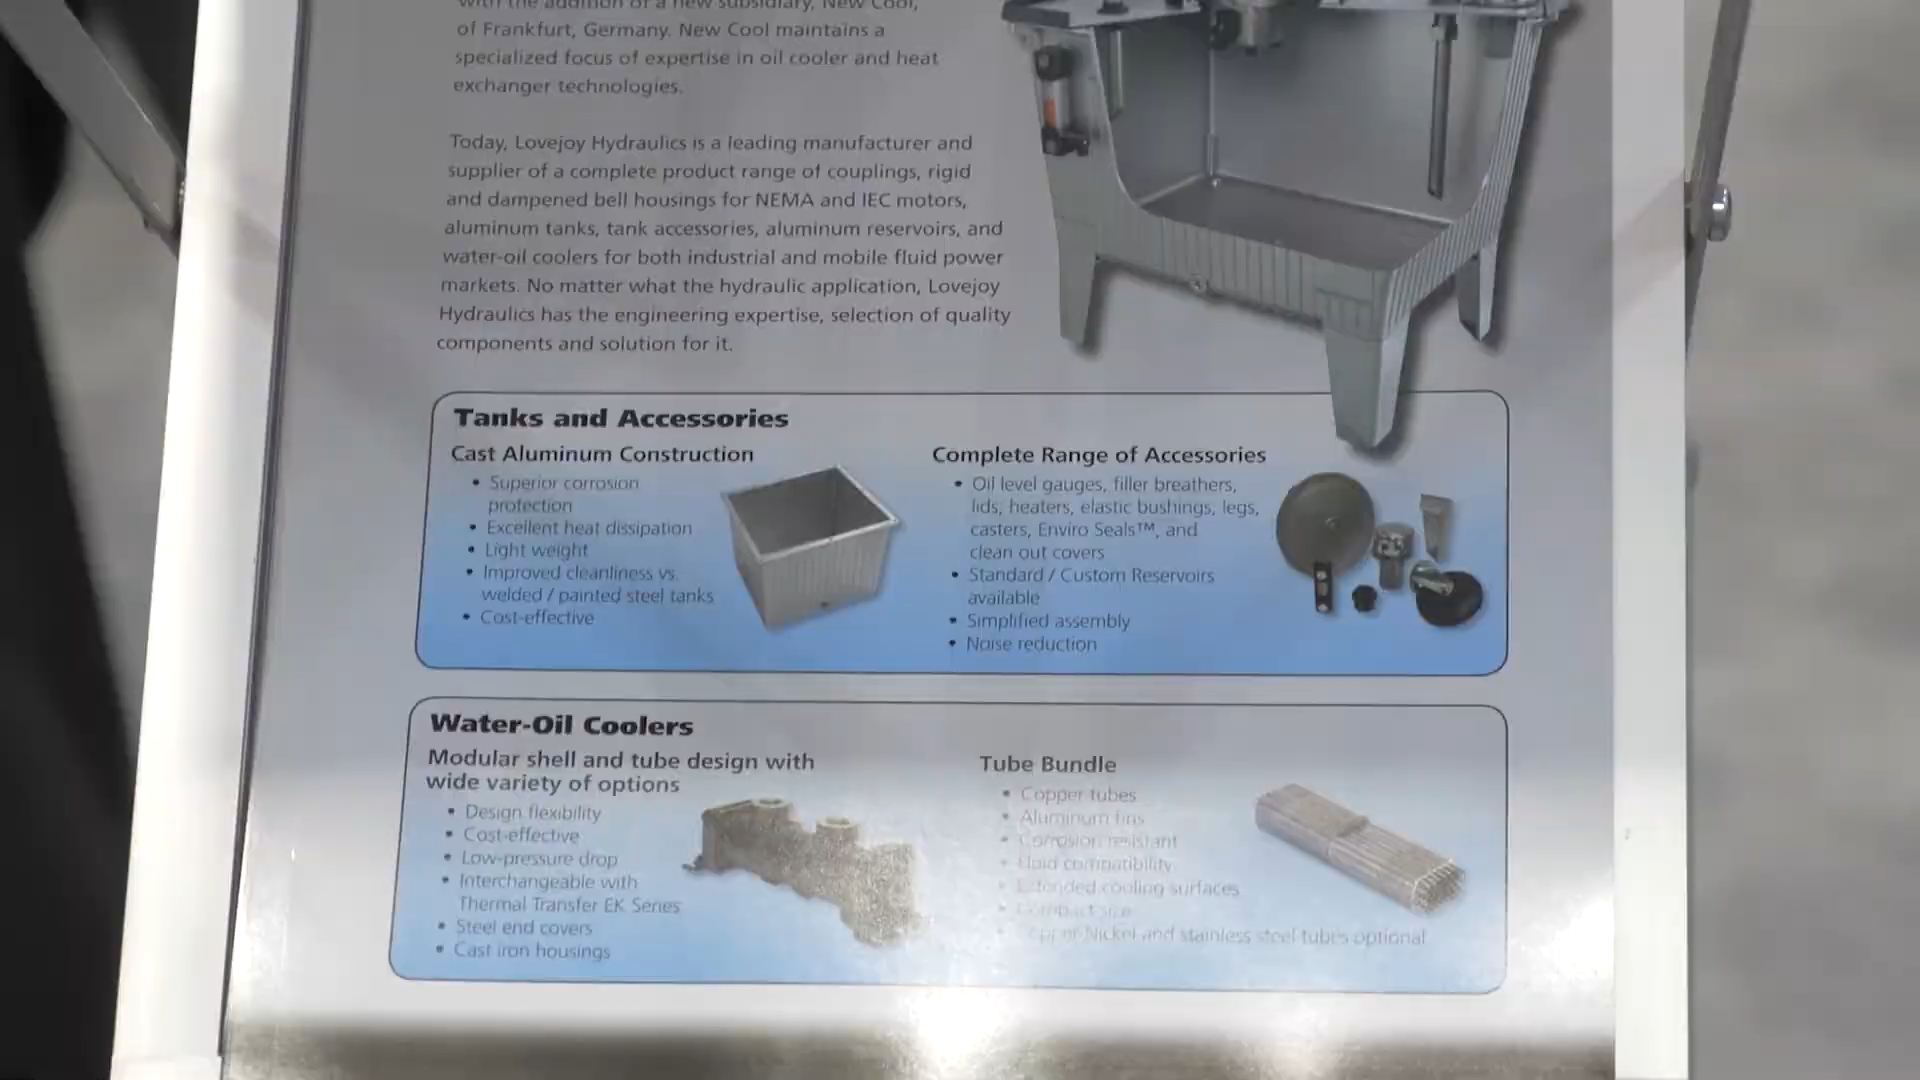 with the addition of a new subsidiary, New Cool,
of Frankfurt, Germany. New Cool maintains a
specialized focus of expertise in oil cooler and heat
exchanger technologies.
Today, Lovejoy Hydraulics is a leading manufacturer and
supplier of a complete product range of couplings, rigid
and dampened bell housings for NEMA and IEC motors,
aluminum tanks, tank accessories, aluminum reservoirs, and
water-oil coolers for both industrial and mobile fluid power
markets. No matter what the hydraulic application, Lovejoy
Hydraulics has the engineering expertise, selection of quality
components and solution for it.
Tanks and Accessories
Cast Aluminum Construction
• Superior corrosion
protection
• Excellent heat dissipation
• Light weight
• Improved cleanliness vs.
welded / painted steel tanks
• Cost-effective
Complete Range of Accessories
• Oil level gauges, filler breathers,
lids, heaters, elastic bushings, legs,
casters, Enviro Seals™, and
clean out covers
• Standard / Custom Reservoirs
available
• Simplified assembly
• Noise reduction
Water-Oil Coolers
Modular shell and tube design with
wide variety of options
• Design flexibility
• Cost-effective
• Low-pressure drop
• Interchangeable with
Thermal Transfer EK Series
• Steel end covers
• Cast iron housings
Tube Bundle
• Copper tubes
• Aluminum fins
• Corrosion resistant
• Fluid compatibility
• Extended cooling surfaces
• Compact size
• Copper-Nickel and stainless steel tubes optional